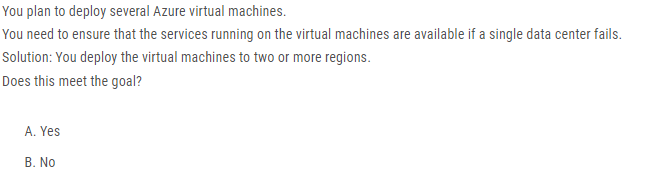 You plan to deploy several Azure virtual machines.
You need to ensure that the services running on the virtual machines are available if a single data center fails.
Solution: You deploy the virtual machines to two or more regions.
Does this meet the goal?
A. Yes
B. No